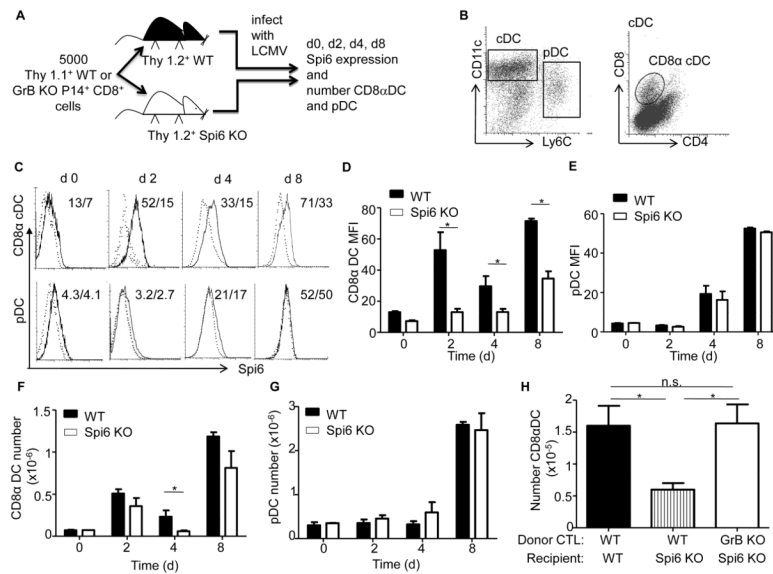 A
5000
Thy 1.1⁺ WT or
GrB KO P14⁺ CD8⁺
cells
Thy 1.2⁺ WT
Thy 1.2⁺ Spi6 KO
infect
with
LCMV
d0, d2, d4, d8
Spi6 expression
and
number CD8αDC
and pDC
B
cDC
pDC
CD11c
Ly6C
cDC
CD8α cDC
CD8
CD4
C
d 0
d 2
d 4
d 8
CD8α cDC
13/7
52/15
33/15
71/33
pDC
4.3/4.1
3.2/2.7
21/17
52/50
Spi6
D
WT
Spi6 KO
CD8α DC MFI
80
60
40
20
0
*
*
*
0
2
4
8
Time (d)
E
WT
Spi6 KO
pDC MFI
60
40
20
0
0
2
4
8
Time (d)
F
WT
Spi6 KO
CD8α DC number
(x10⁻⁶)
1.5
1.0
0.5
0
*
0
2
4
8
Time (d)
G
WT
Spi6 KO
pDC number (x10⁻⁶)
3
2
1
0
0
2
4
8
Time (d)
H
n.s.
*
*
Number CD8αDC
(x10⁻⁵)
2
1.5
1
0.5
0
Donor CTL: WT WT GrB KO
Recipient: WT Spi6 KO Spi6 KO